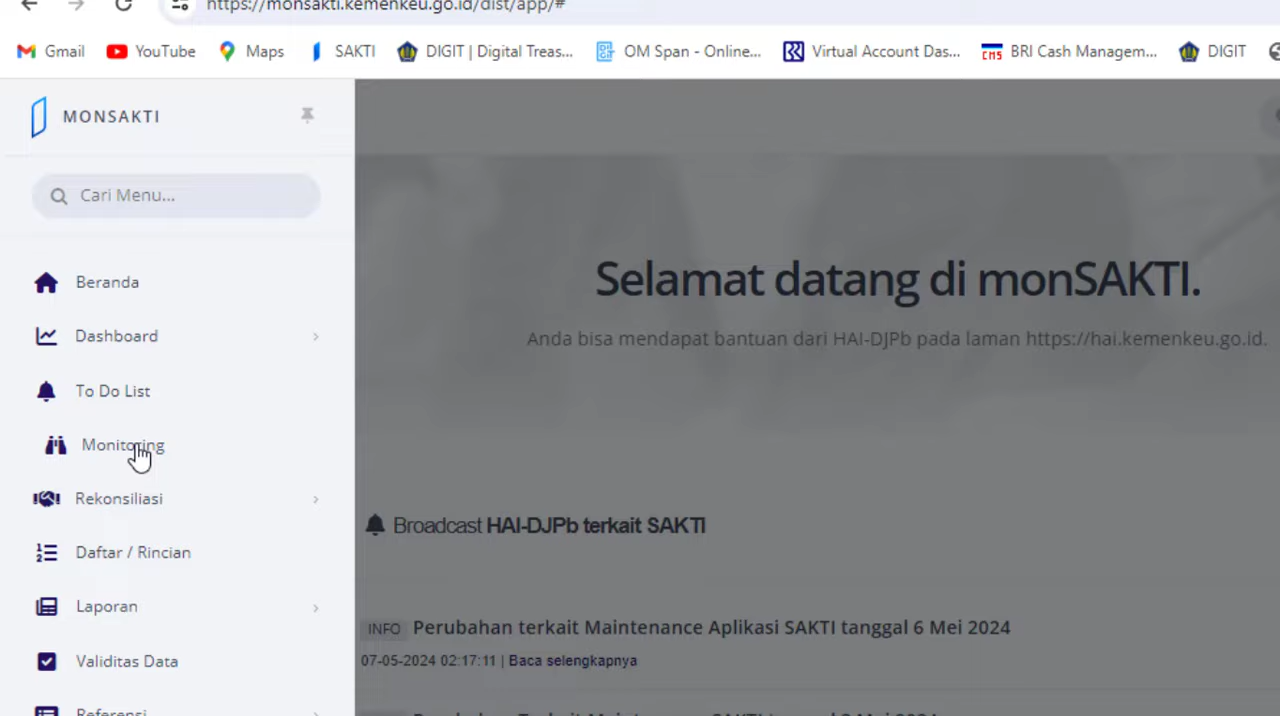 https://monsakti.kemenkeu.go.id/dist/app/#
Gmail YouTube Maps SAKTI DIGIT | Digital Treas... OM Span - Online... Virtual Account Das... CMS BRI Cash Managem... DIGIT
MONSAKTI
Cari Menu...
Beranda
Dashboard
To Do List
Monitoring
Rekonsiliasi
Daftar / Rincian
Laporan
Validitas Data
Referensi
Selamat datang di monSAKTI.
Anda bisa mendapat bantuan dari HAI-DJPb pada laman https://hai.kemenkeu.go.id.
Broadcast HAI-DJPb terkait SAKTI
INFO Perubahan terkait Maintenance Aplikasi SAKTI tanggal 6 Mei 2024
07-05-2024 02:17:11 | Baca selengkapnya